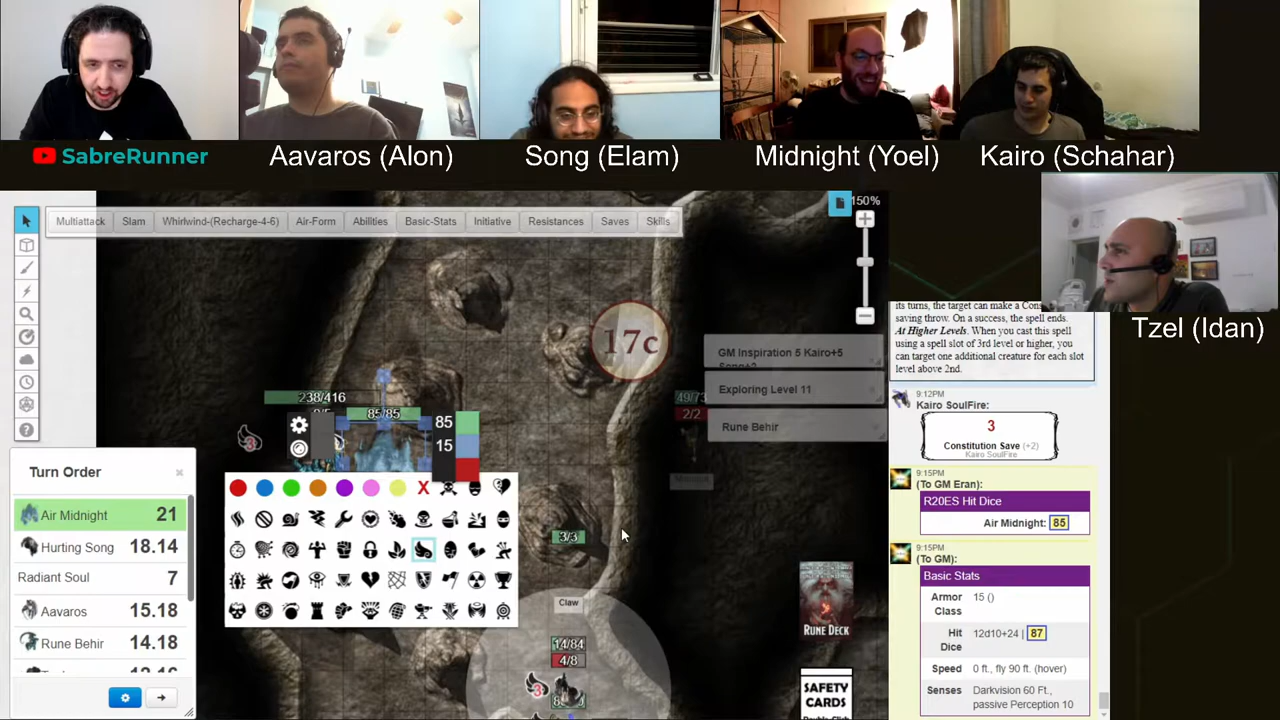 SabreRunner
Aavaros (Alon)
Song (Elam)
Midnight (Yoel)
Kairo (Schahar)
Tzel (Idan)
Multiattack
Slam
Whirlwind-(Recharge-4-6)
Air-Form
Abilities
Basic-Stats
Initiative
Resistances
Saves
Skills
150%
17c
GM Inspiration 5 Kairo+5
Exploring Level 11
Rune Behir
238/416
85/85
85
15
49/73
2/2
3/3
Claw
14/84
4/8
3
3
X
Turn Order
Air Midnight 21
Hurting Song 18.14
Radiant Soul 7
Aavaros 15.18
Rune Behir 14.18
RUNE DECK
SAFETY
CARDS
its turns, the target can make a Cons
saving throw. On a success, the spell ends.
At Higher Levels. When you cast this spell
using a spell slot of 3rd level or higher, you
can target one additional creature for each slot
level above 2nd.
9:12PM
Kairo SoulFire:
3
Constitution Save (+2)
Kairo SoulFire
9:15PM
(To GM Eran):
R20ES Hit Dice
Air Midnight: 85
9:15PM
(To GM):
Basic Stats
Armor
Class
15 ()
Hit
Dice
12d10+24 | 87
Speed 0 ft., fly 90 ft. (hover)
Senses Darkvision 60 Ft.,
passive Perception 10